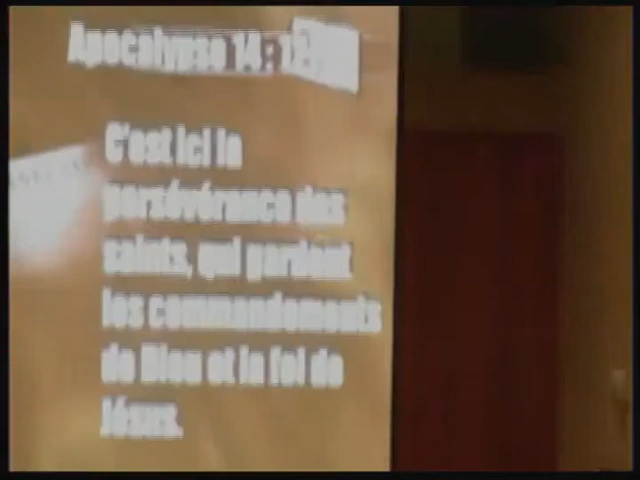 Apocalypse 14 : 12
C'est ici la
persévérance des
saints, qui gardent
les commandements
de Dieu et la foi de
Jésus.